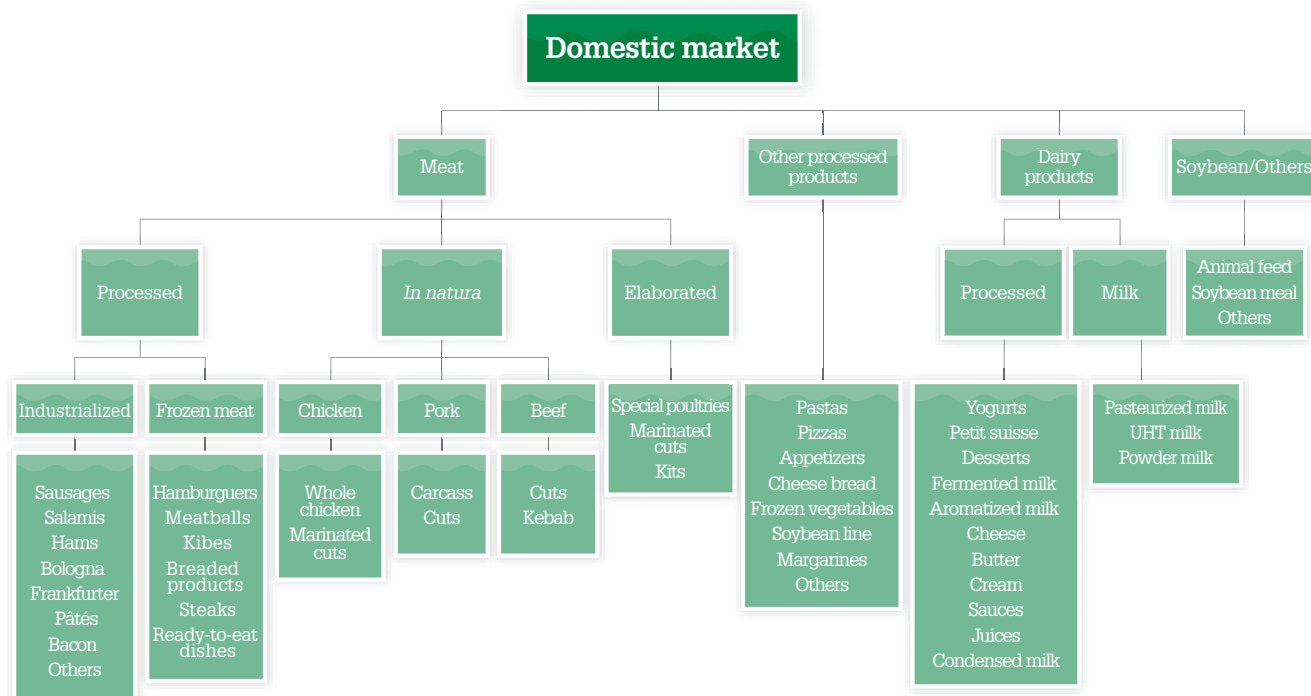 Domestic market
Meat
Other processed
products
Dairy
products
Soybean/Others
Processed
In natura
Elaborated
Processed
Milk
Animal feed
Soybean meal
Others
Industrialized
Frozen meat
Chicken
Pork
Beef
Special poultries
Marinated
cuts
Kits
Pastas
Pizzas
Appetizers
Cheese bread
Frozen vegetables
Soybean line
Margarines
Others
Yogurts
Petit suisse
Desserts
Fermented milk
Aromatized milk
Cheese
Butter
Cream
Sauces
Juices
Condensed milk
Pasteurized milk
UHT milk
Powder milk
Sausages
Salamis
Hams
Bologna
Frankfurter
Pâtés
Bacon
Others
Hamburguers
Meatballs
Kibes
Breaded
products
Steaks
Ready-to-eat
dishes
Whole
chicken
Marinated
cuts
Carcass
Cuts
Cuts
Kebab